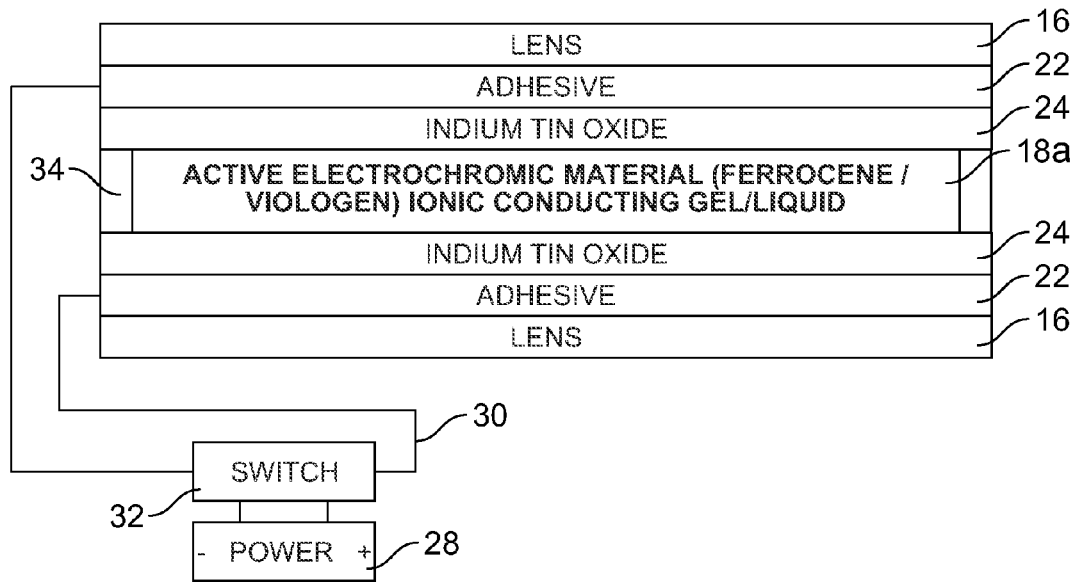 LENS 16
ADHESIVE 22
INDIUM TIN OXIDE 24
34 ACTIVE ELECTROCHROMIC MATERIAL (FERROCENE / 18a
VIOLOGEN) IONIC CONDUCTING GEL/LIQUID
INDIUM TIN OXIDE 24
ADHESIVE 22
LENS 16
30
SWITCH
32
- POWER + 28